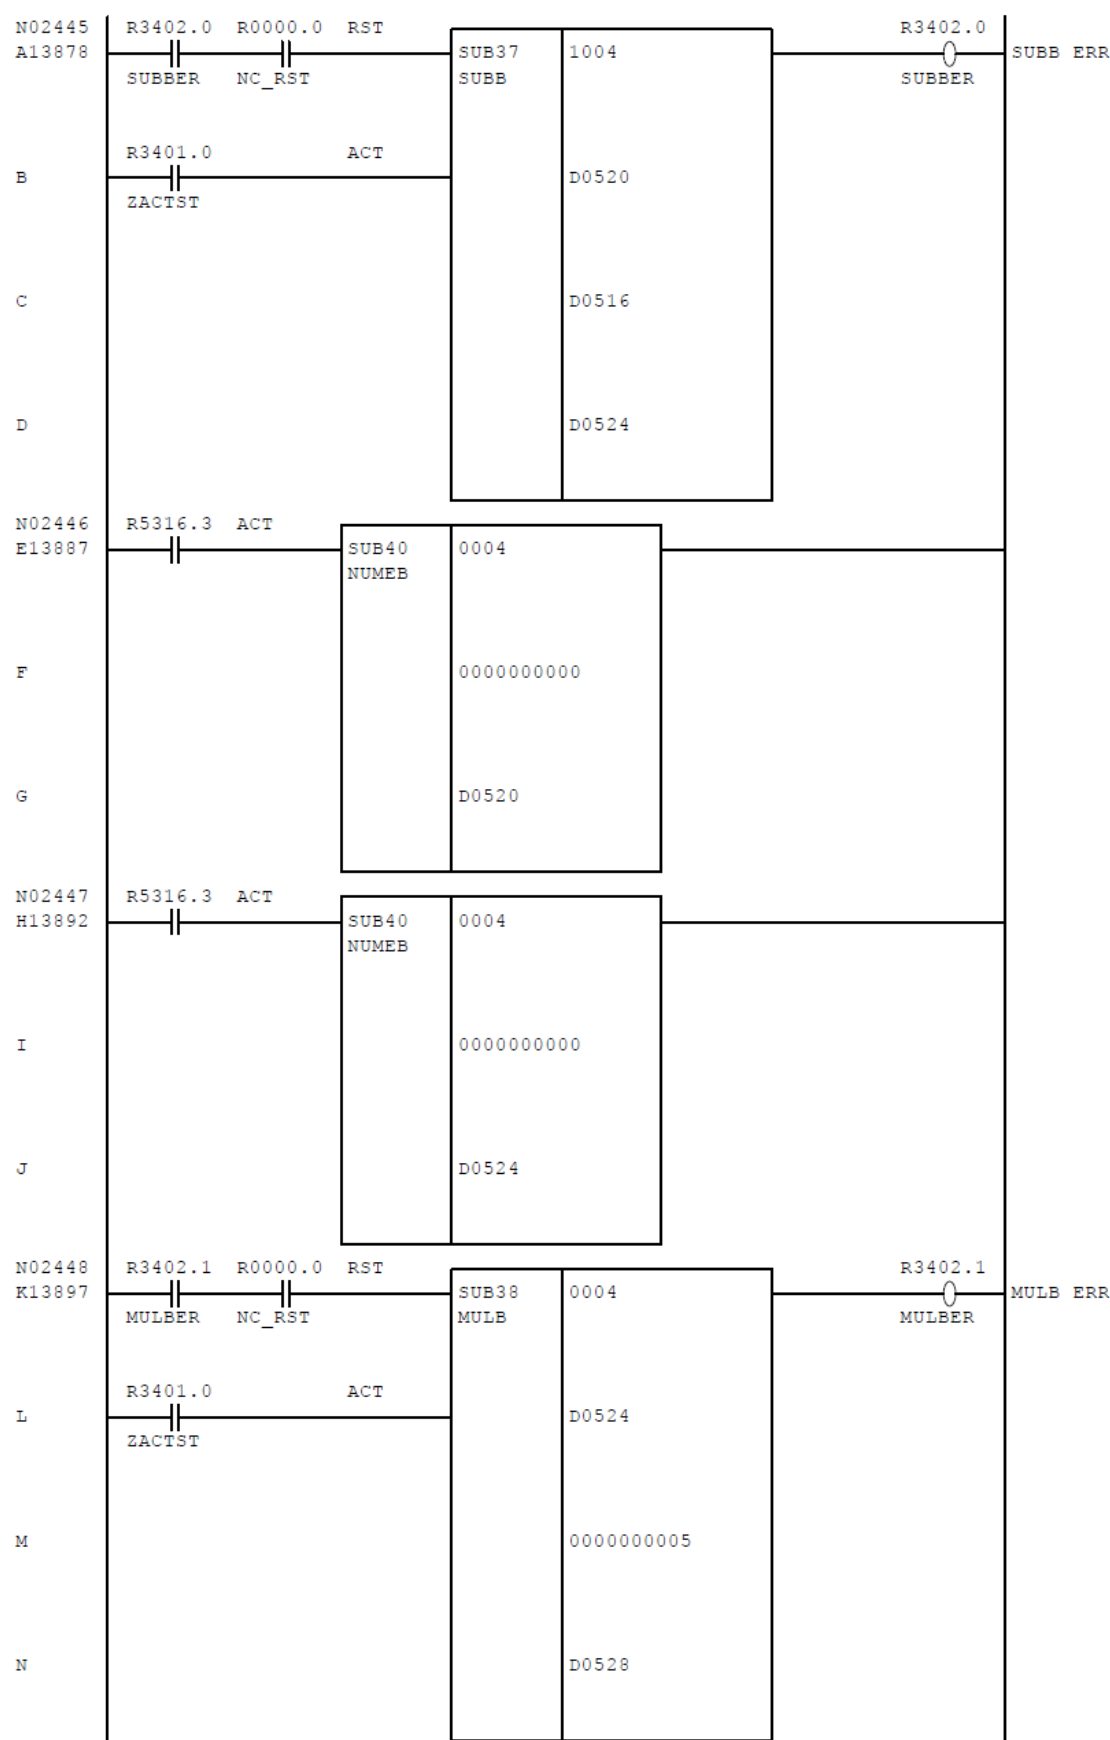 N02445 R3402.0 R0000.0 RST R3402.0
A13878 SUB37 1004 SUBB ERR
SUBBER NC_RST SUBB SUBBER
R3401.0 ACT
B D0520
ZACTST
C D0516
D D0524
N02446 R5316.3 ACT
E13887 SUB40 0004
NUMEB
F 0000000000
G D0520
N02447 R5316.3 ACT
H13892 SUB40 0004
NUMEB
I 0000000000
J D0524
N02448 R3402.1 R0000.0 RST R3402.1
K13897 SUB38 0004 MULB ERR
MULBER NC_RST MULB MULBER
R3401.0 ACT
L D0524
ZACTST
M 0000000005
N D0528